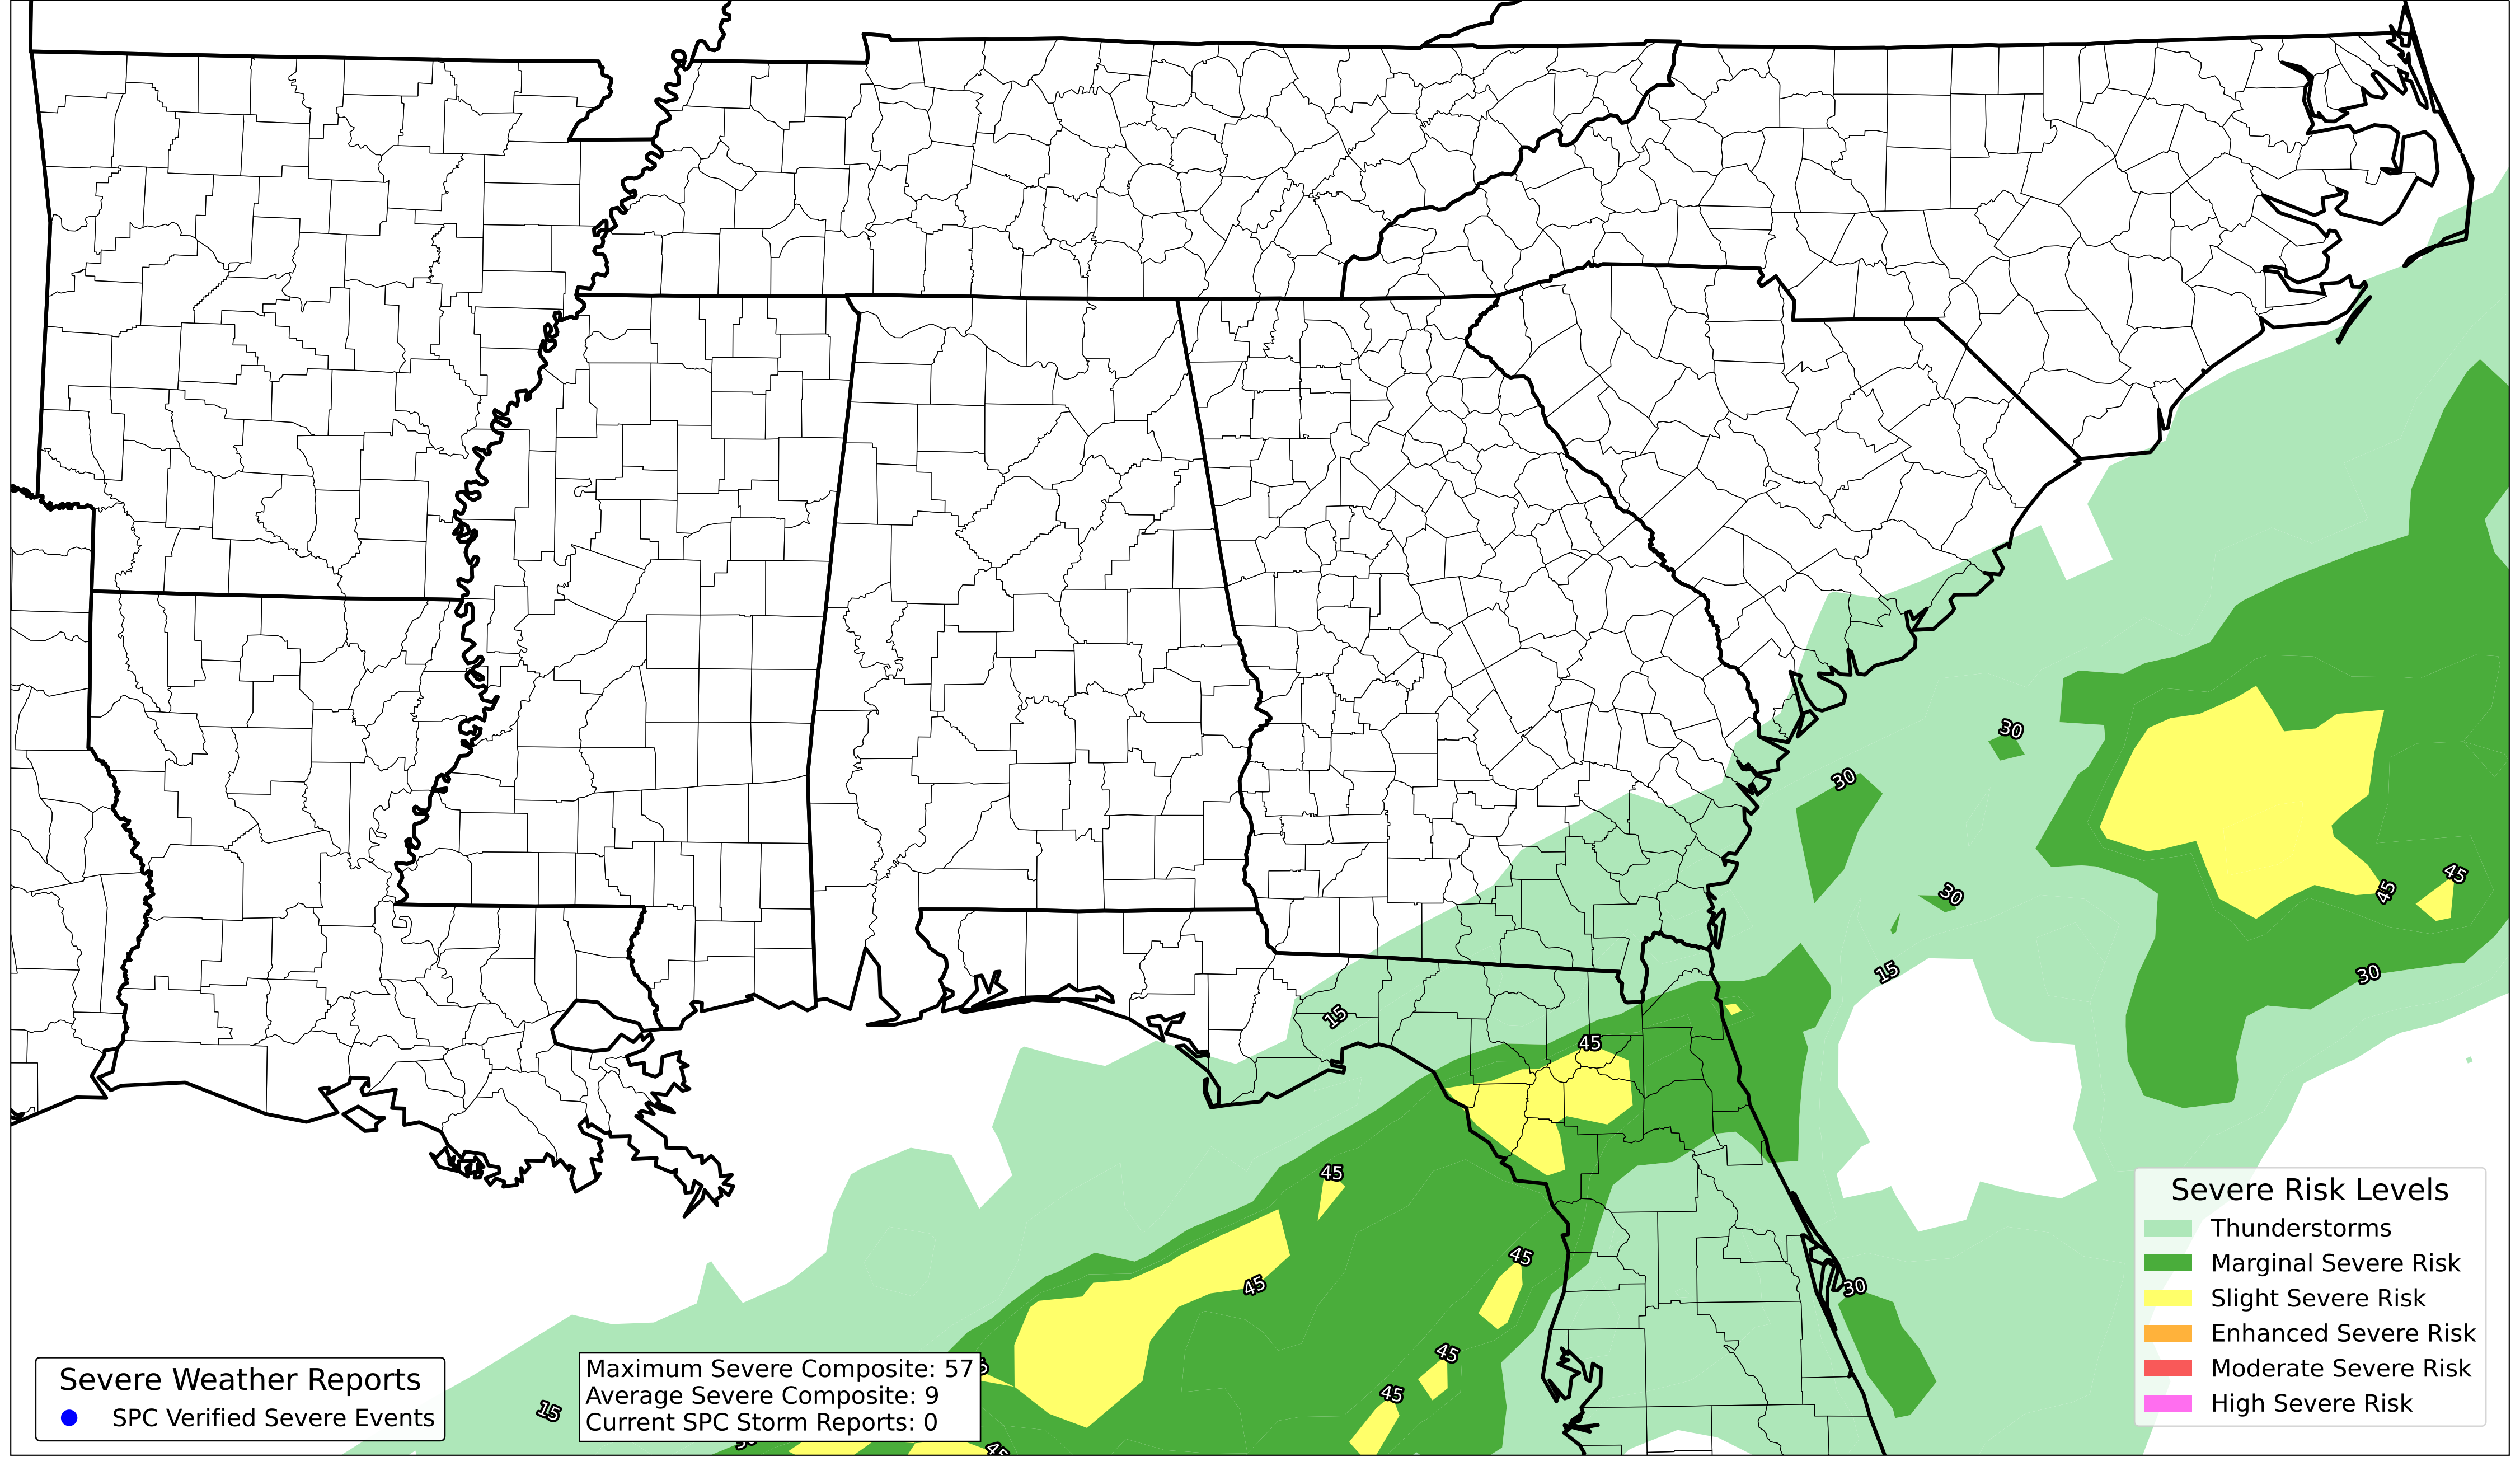 30
30
45
45
30
30
15
30
15
45
45
45
45
30
45
45
15
45
Severe Risk Levels
Thunderstorms
Marginal Severe Risk
Slight Severe Risk
Enhanced Severe Risk
Moderate Severe Risk
High Severe Risk
Severe Weather Reports
SPC Verified Severe Events
Maximum Severe Composite: 57
Average Severe Composite: 9
Current SPC Storm Reports: 0